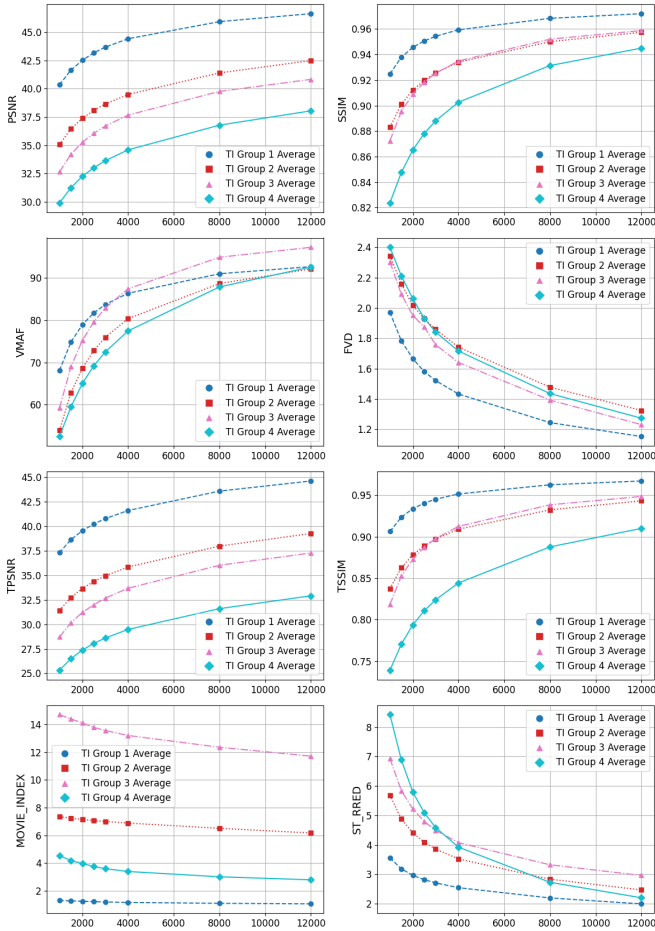 PSNR
45.0
42.5
40.0
37.5
35.0
32.5
30.0
TI Group 1 Average
TI Group 2 Average
TI Group 3 Average
TI Group 4 Average
2000 4000 6000 8000 10000 12000
SSIM
0.96
0.94
0.92
0.90
0.88
0.86
0.84
0.82
TI Group 1 Average
TI Group 2 Average
TI Group 3 Average
TI Group 4 Average
2000 4000 6000 8000 10000 12000
VMAF
90
80
70
60
TI Group 1 Average
TI Group 2 Average
TI Group 3 Average
TI Group 4 Average
2000 4000 6000 8000 10000 12000
FVD
2.4
2.2
2.0
1.8
1.6
1.4
1.2
TI Group 1 Average
TI Group 2 Average
TI Group 3 Average
TI Group 4 Average
2000 4000 6000 8000 10000 12000
TPSNR
45.0
42.5
40.0
37.5
35.0
32.5
30.0
27.5
25.0
TI Group 1 Average
TI Group 2 Average
TI Group 3 Average
TI Group 4 Average
2000 4000 6000 8000 10000 12000
TSSIM
0.95
0.90
0.85
0.80
0.75
TI Group 1 Average
TI Group 2 Average
TI Group 3 Average
TI Group 4 Average
2000 4000 6000 8000 10000 12000
MOVIE_INDEX
14
12
10
8
6
4
2
TI Group 1 Average
TI Group 2 Average
TI Group 3 Average
TI Group 4 Average
2000 4000 6000 8000 10000 12000
ST_RRED
8
7
6
5
4
3
2
TI Group 1 Average
TI Group 2 Average
TI Group 3 Average
TI Group 4 Average
2000 4000 6000 8000 10000 12000